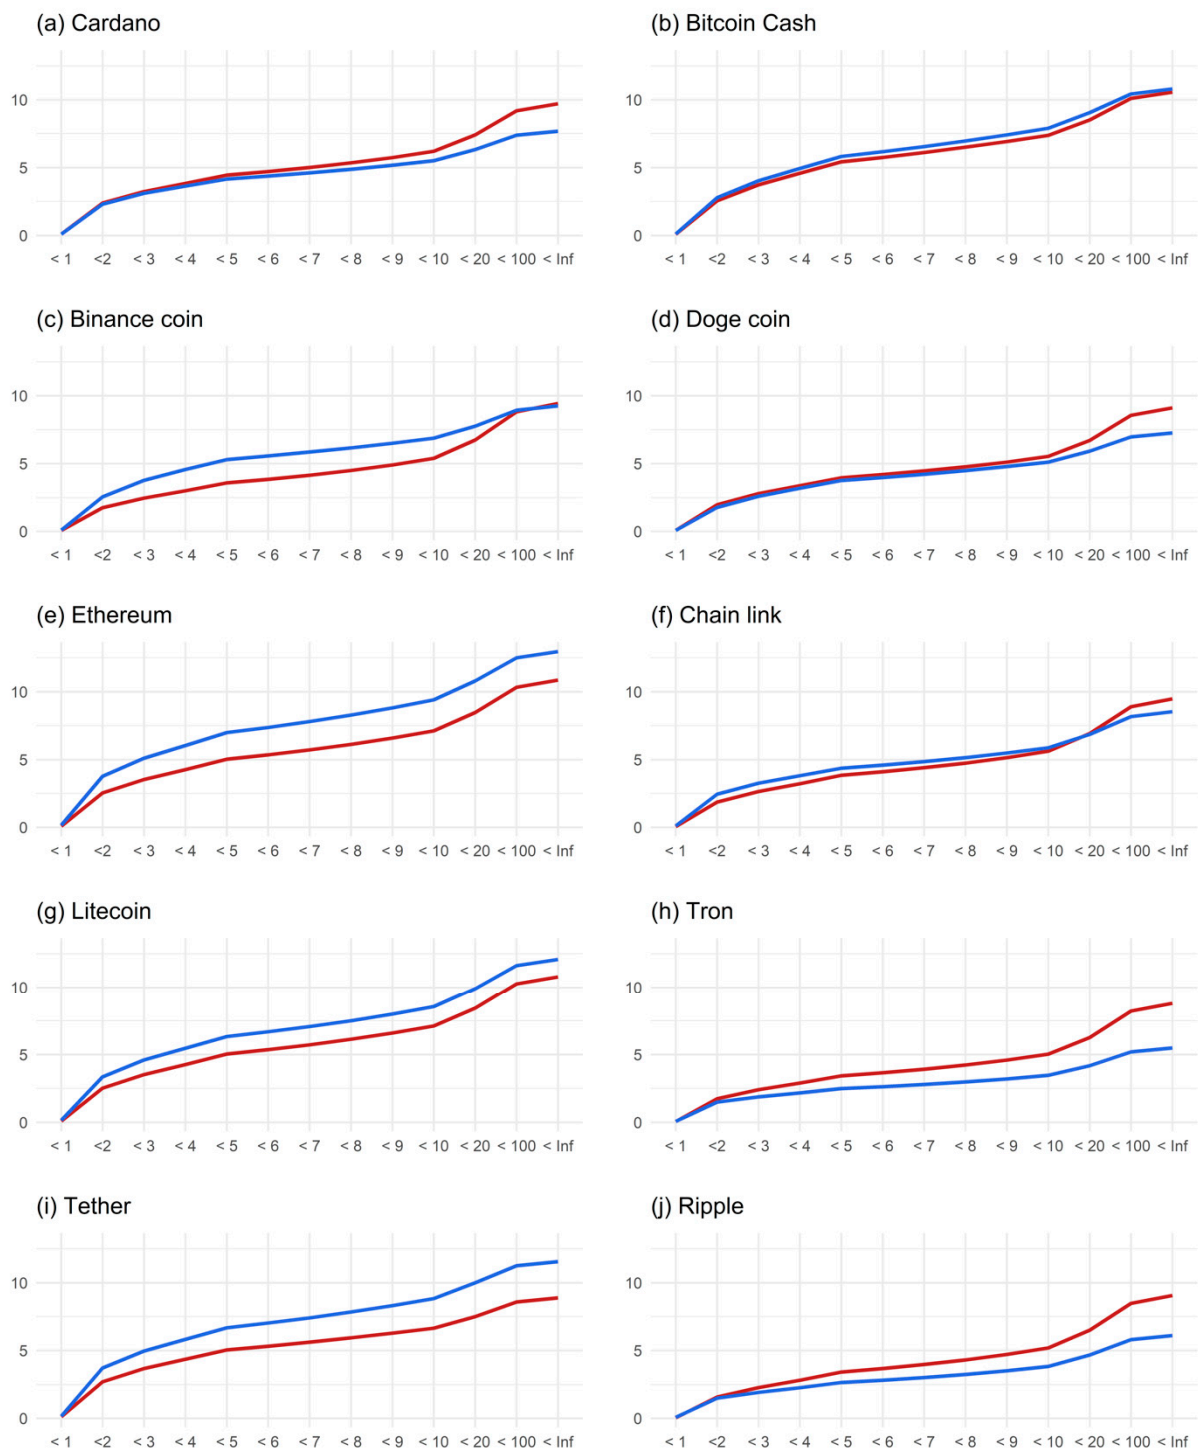 (a) Cardano
10
5
0
< 1 <2 < 3 < 4 < 5 < 6 < 7 < 8 < 9 < 10 < 20 < 100 < Inf
(b) Bitcoin Cash
10
5
0
< 1 <2 < 3 < 4 < 5 < 6 < 7 < 8 < 9 < 10 < 20 < 100 < Inf
(c) Binance coin
10
5
0
< 1 <2 < 3 < 4 < 5 < 6 < 7 < 8 < 9 < 10 < 20 < 100 < Inf
(d) Doge coin
10
5
0
< 1 <2 < 3 < 4 < 5 < 6 < 7 < 8 < 9 < 10 < 20 < 100 < Inf
(e) Ethereum
10
5
0
< 1 <2 < 3 < 4 < 5 < 6 < 7 < 8 < 9 < 10 < 20 < 100 < Inf
(f) Chain link
10
5
0
< 1 <2 < 3 < 4 < 5 < 6 < 7 < 8 < 9 < 10 < 20 < 100 < Inf
(g) Litecoin
10
5
0
< 1 <2 < 3 < 4 < 5 < 6 < 7 < 8 < 9 < 10 < 20 < 100 < Inf
(h) Tron
10
5
0
< 1 <2 < 3 < 4 < 5 < 6 < 7 < 8 < 9 < 10 < 20 < 100 < Inf
(i) Tether
10
5
0
< 1 <2 < 3 < 4 < 5 < 6 < 7 < 8 < 9 < 10 < 20 < 100 < Inf
(j) Ripple
10
5
0
< 1 <2 < 3 < 4 < 5 < 6 < 7 < 8 < 9 < 10 < 20 < 100 < Inf